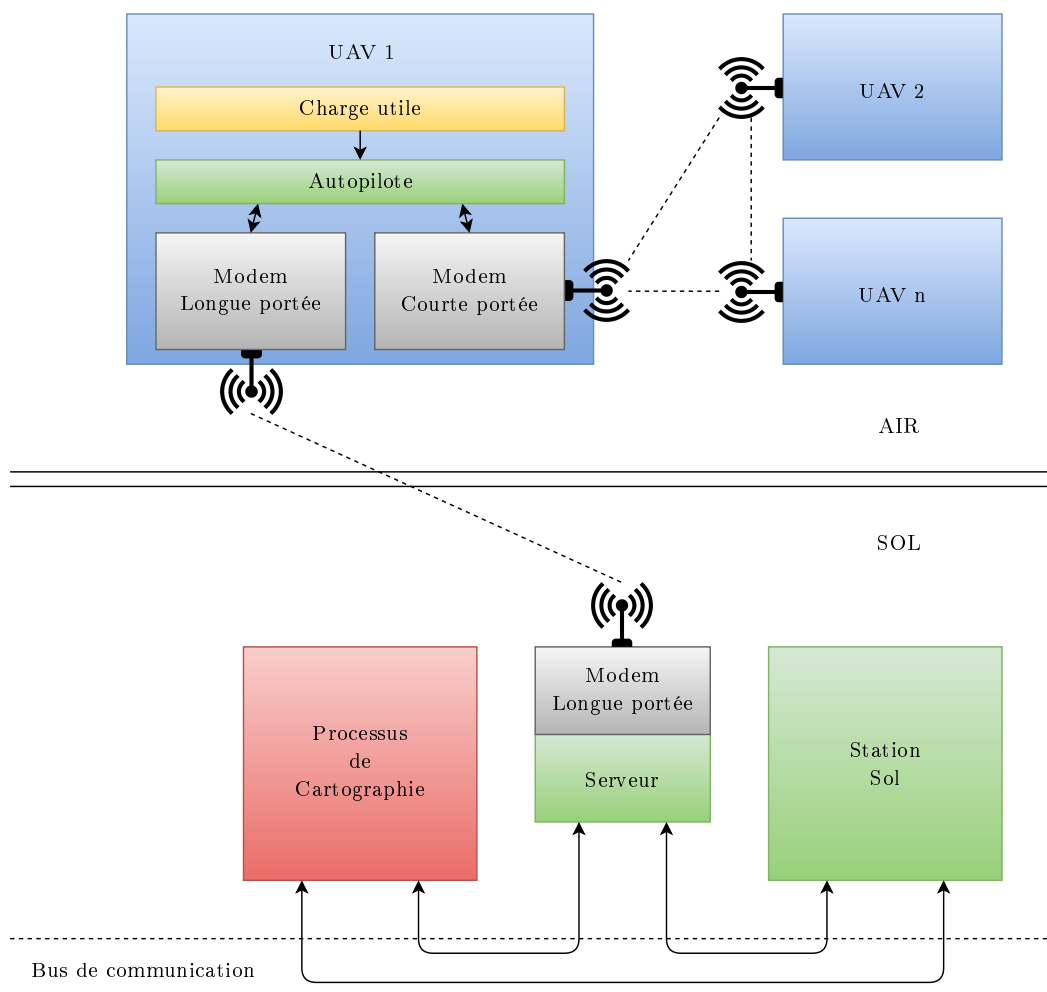 UAV 1
Charge utile
Autopilote
Modem
Longue portée
Modem
Courte portée
UAV 2
UAV n
AIR
SOL
Modem
Longue portée
Serveur
Processus
de
Cartographie
Station
Sol
Bus de communication